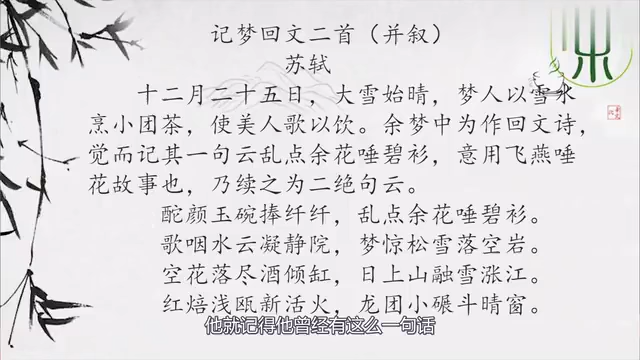 记梦回文二首（并叙）
苏轼
十二月二十五日，大雪始晴，梦人以雪水
烹小团茶，使美人歌以饮。余梦中为作回文诗，
觉而记其一句云乱点余花唾碧衫，意用飞燕唾
花故事也，乃续之为二绝句云。
酡颜玉碗捧纤纤，乱点余花唾碧衫。
歌咽水云凝静院，梦惊松雪落空岩。
空花落尽酒倾缸，日上山融雪涨江。
红焙浅瓯新活火，龙团小碾斗晴窗。
他就记得他曾经有这么一句话